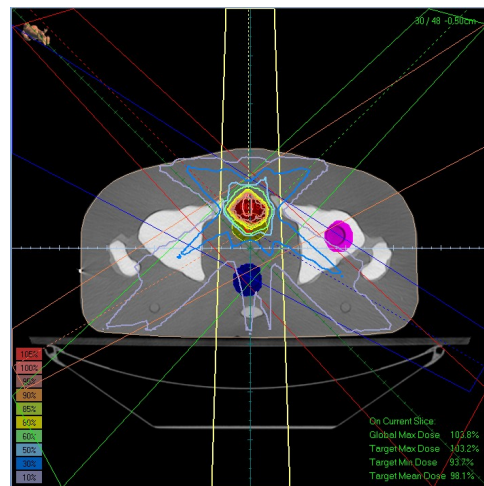 30 / 48 -0.50cm
105%
100%
95%
90%
85%
80%
60%
50%
30%
10%
On Current Slice:
Global Max Dose 103.8%
Target Max Dose 103.2%
Target Min Dose 93.7%
Target Mean Dose 98.1%